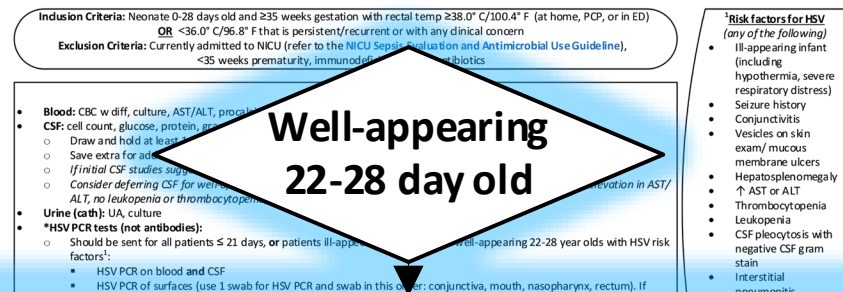 Inclusion Criteria: Neonate 0-28 days old and ≥35 weeks gestation with rectal temp ≥38.0° C/100.4° F (at home, PCP, or in ED)
OR <36.0° C/96.8° F that is persistent/recurrent or with any clinical concern
Exclusion Criteria: Currently admitted to NICU (refer to the NICU Sepsis Evaluation and Antimicrobial Use Guideline),
<35 weeks prematurity, immunodefi antibiotics
• Blood: CBC w diff, culture, AST/ALT,
• CSF: cell count, glucose, protein,
o Draw and hold at least
o Save extra for
o If initial CSF studies
o Consider deferring CSF for elevation in AST/
ALT, no leukopenia or
• Urine (cath): UA, culture
• *HSV PCR tests (not antibodies):
o Should be sent for all patients ≤ 21 days, or patients well-appearing 22-28 year olds with HSV risk
factors¹:
▪ HSV PCR on blood and CSF
▪ HSV PCR of surfaces (use 1 swab for HSV PCR and swab in this order: conjunctiva, mouth, nasopharynx, rectum). If
Well-appearing
22-28 day old
¹Risk factors for HSV
(any of the following)
• Ill-appearing infant
(including
hypothermia, severe
respiratory distress)
• Seizure history
• Conjunctivitis
• Vesicles on skin
exam/ mucous
membrane ulcers
• Hepatosplenomegaly
• ↑ AST or ALT
• Thrombocytopenia
• Leukopenia
• CSF pleocytosis with
negative CSF gram
stain
• Interstitial
pneumonitis